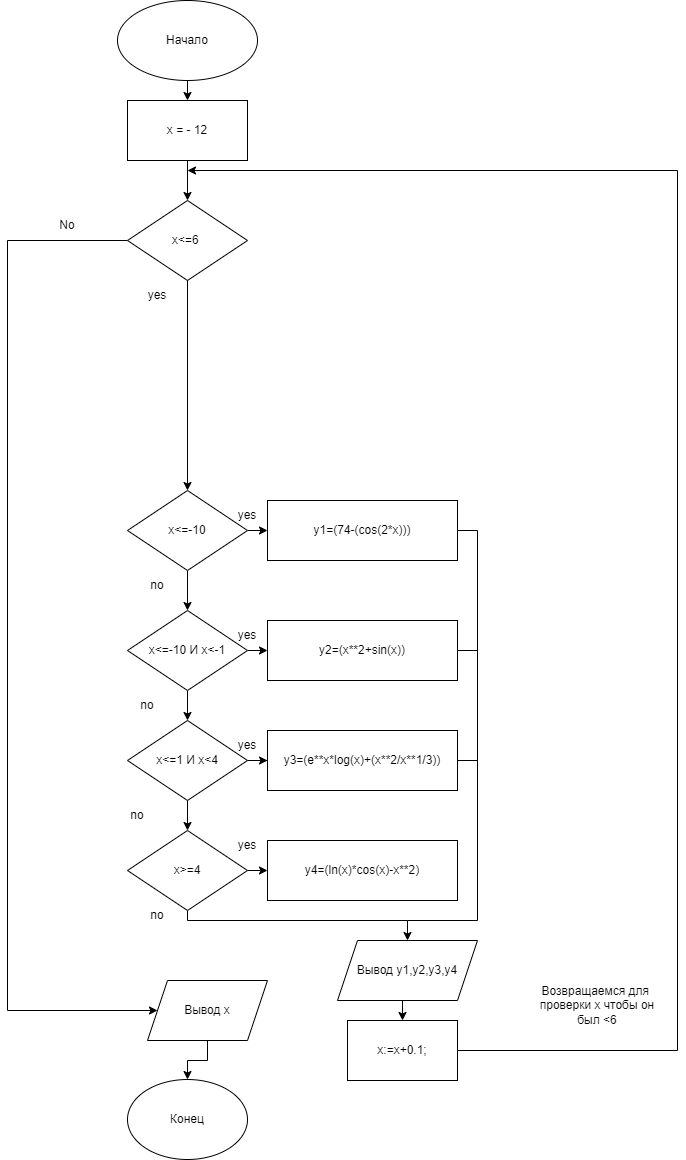 Начало
x = - 12
No
x<=6
yes
x<=-10
yes
y1=(74-(cos(2*x)))
no
x<=-10 И x<-1
yes
y2=(x**2+sin(x))
no
x<=1 И x<4
yes
y3=(e**x*log(x)+(x**2/x**1/3))
no
x>=4
yes
y4=(ln(x)*cos(x)-x**2)
no
Вывод y1,y2,y3,y4
Возвращаемся для
проверки x чтобы он
был <6
Вывод x
x:=x+0.1;
Конец